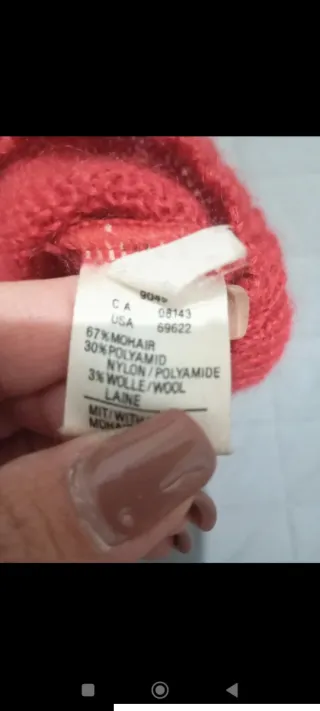 9049
C A 08143
USA 69622
67% MOHAIR
30% POLYAMID
NYLON/POLYAMIDE
3% WOLLE/WOOL
LAINE
MIT/WITH